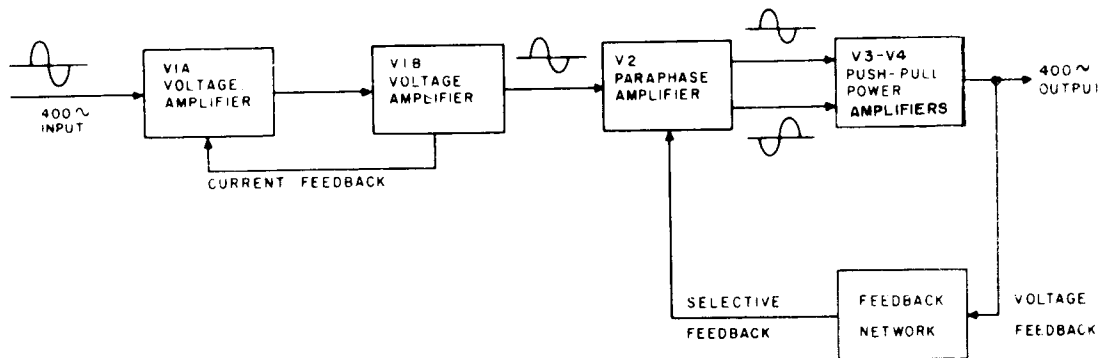 V1A
VOLTAGE
AMPLIFIER
400~
INPUT
V1B
VOLTAGE
AMPLIFIER
CURRENT FEEDBACK
V2
PARAPHASE
AMPLIFIER
V3-V4
PUSH-PULL
POWER
AMPLIFIERS
400~
OUTPUT
SELECTIVE
FEEDBACK
FEEDBACK
NETWORK
VOLTAGE
FEEDBACK